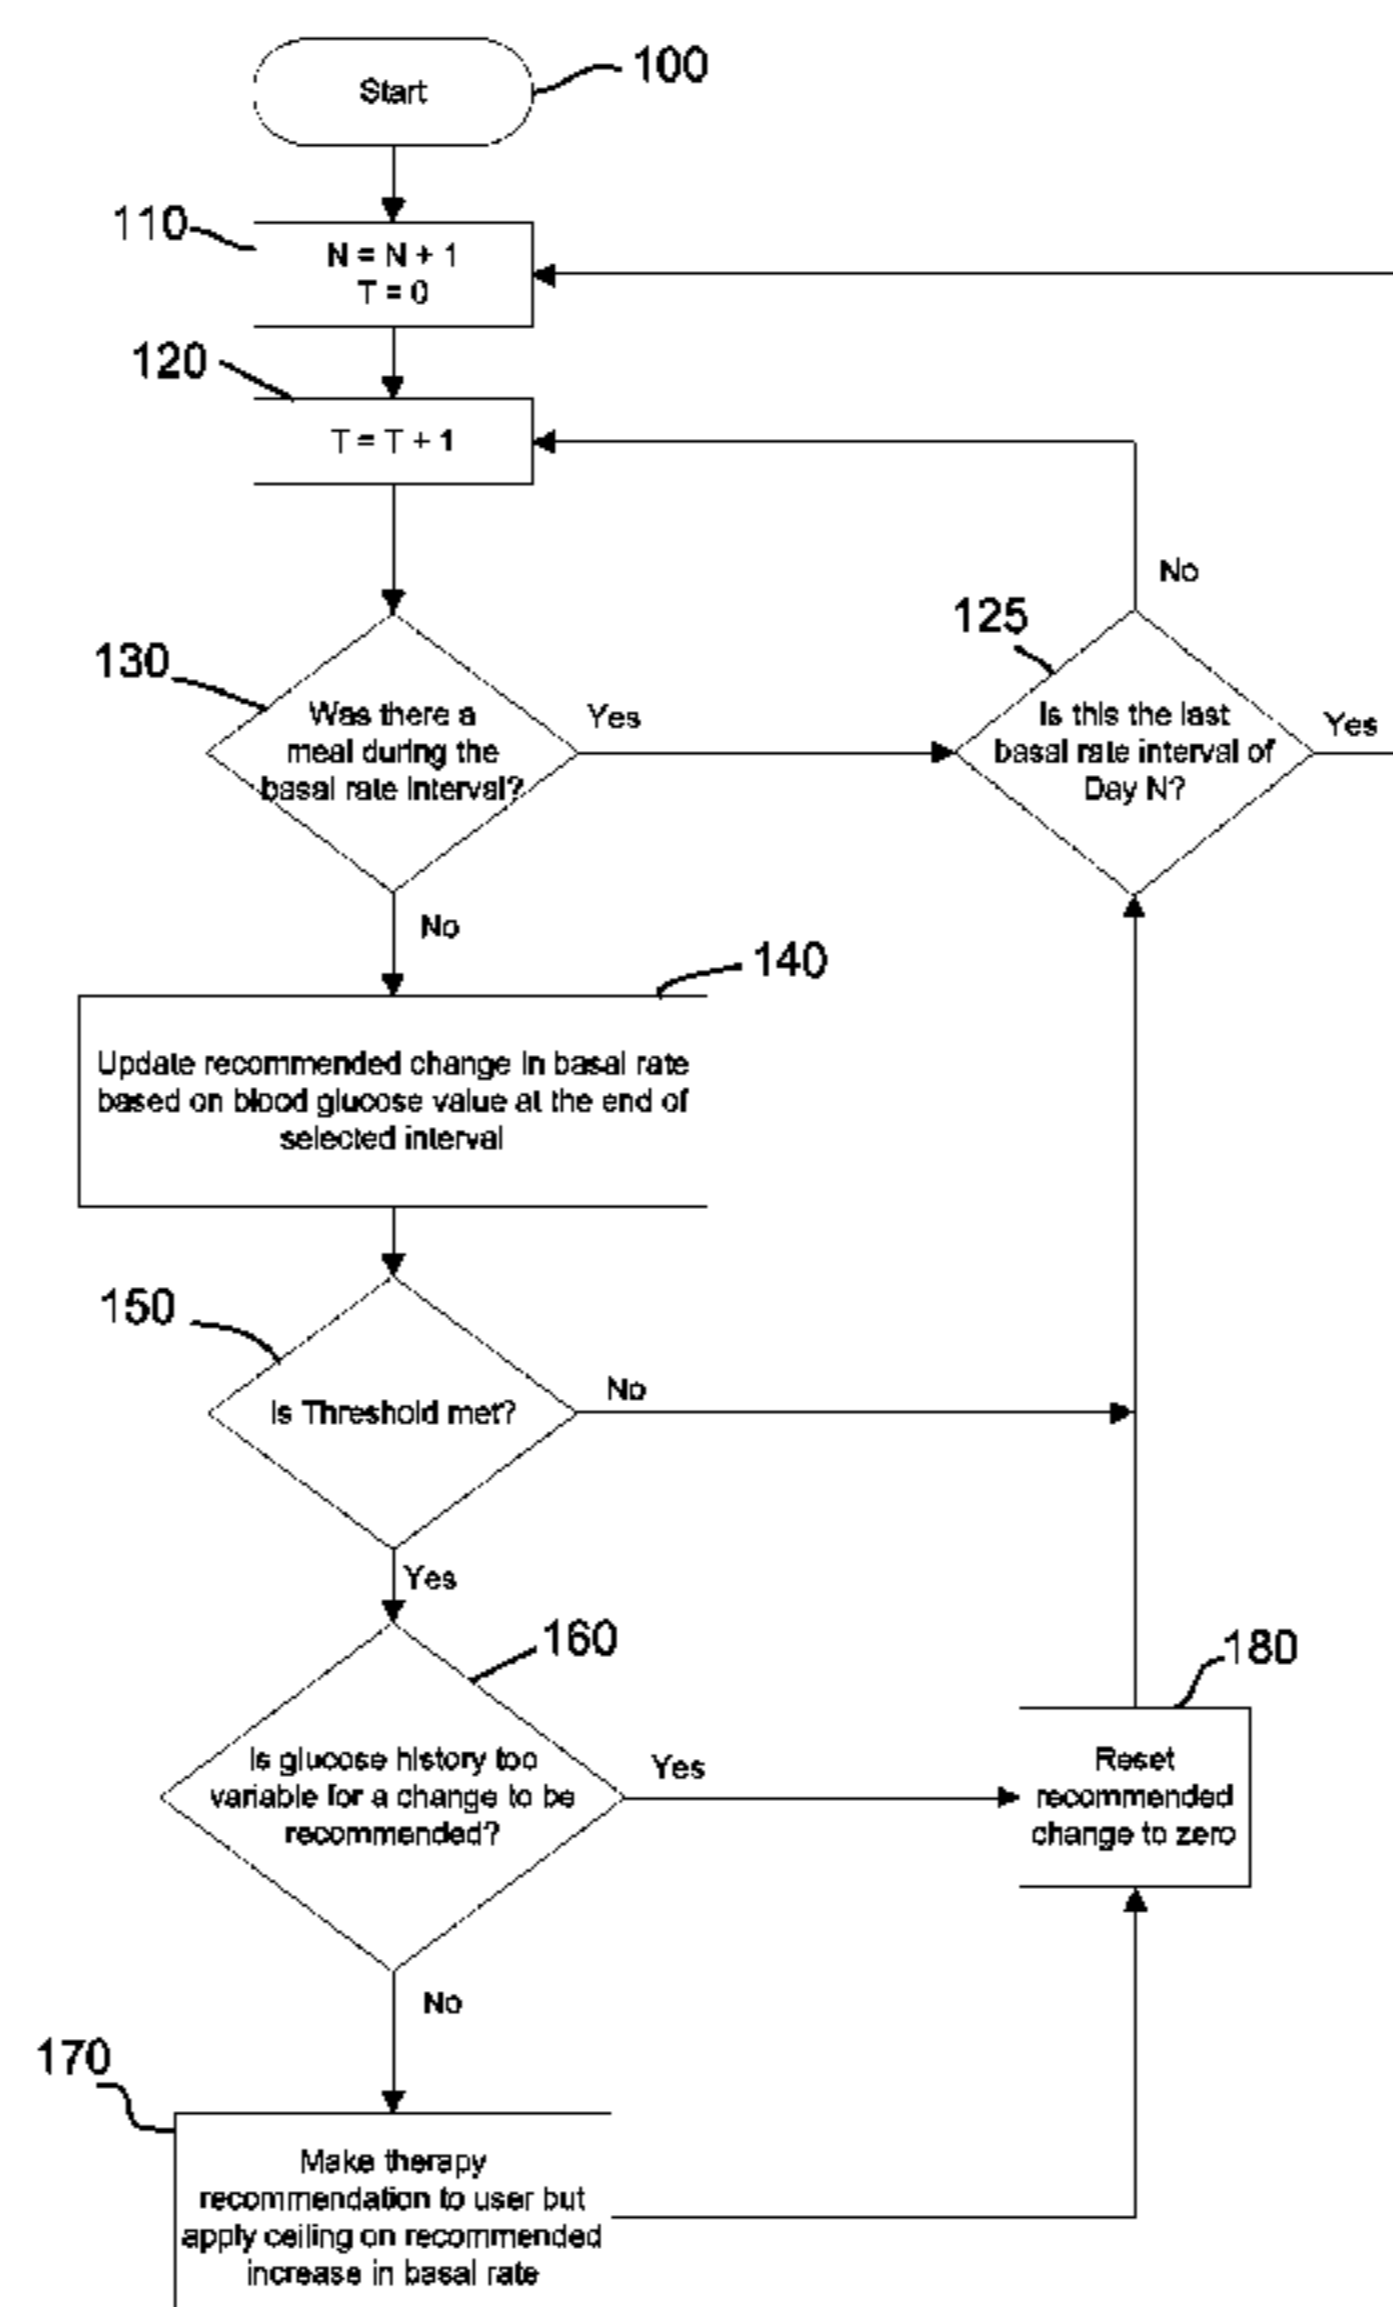 Start
100
110
N = N + 1
T = 0
120
T = T + 1
No
125
130
Was there a
meal during the
basal rate interval?
Yes
Is this the last
basal rate interval of
Day N?
Yes
No
140
Update recommended change in basal rate
based on blood glucose value at the end of
selected interval
150
Is Threshold met?
No
Yes
160
180
Is glucose history too
variable for a change to be
recommended?
Yes
Reset
recommended
change to zero
No
170
Make therapy
recommendation to user but
apply ceiling on recommended
increase in basal rate